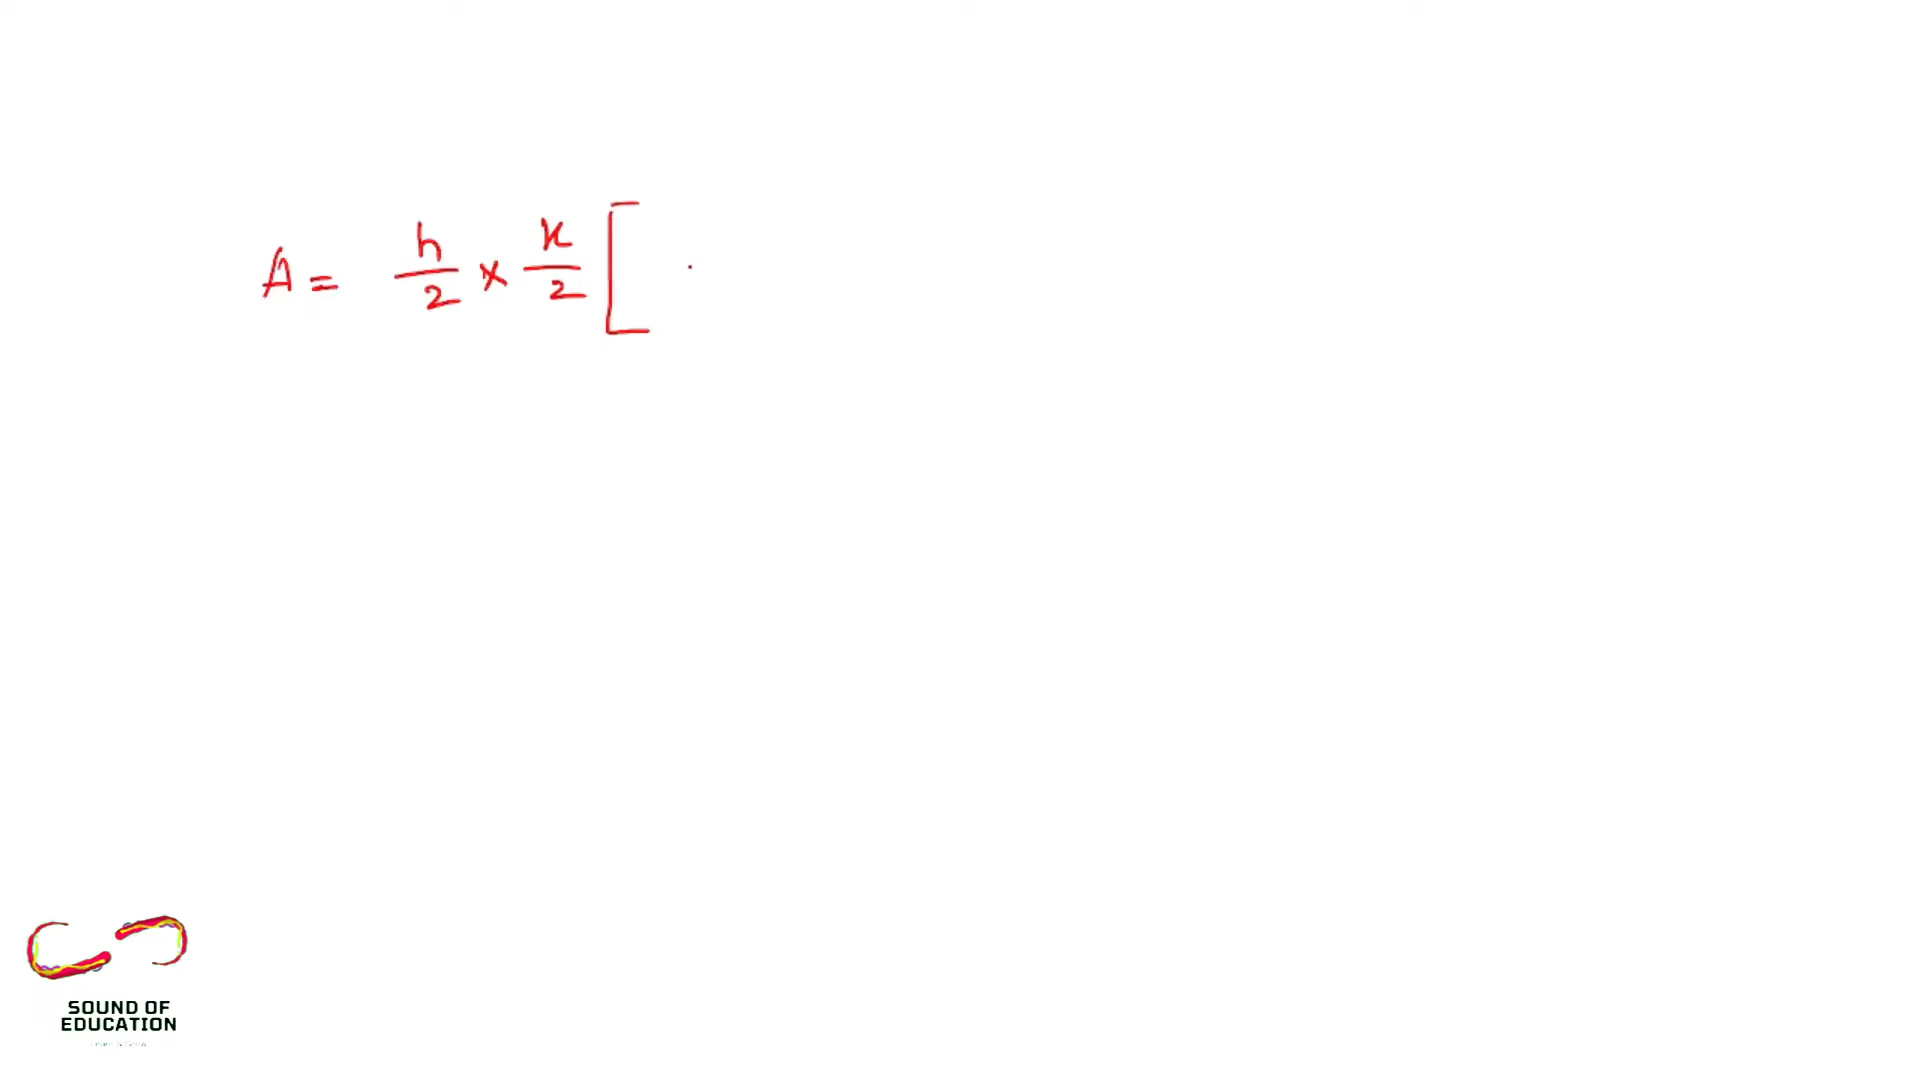 A = h/2 × k/2 [
SOUND OF
EDUCATION